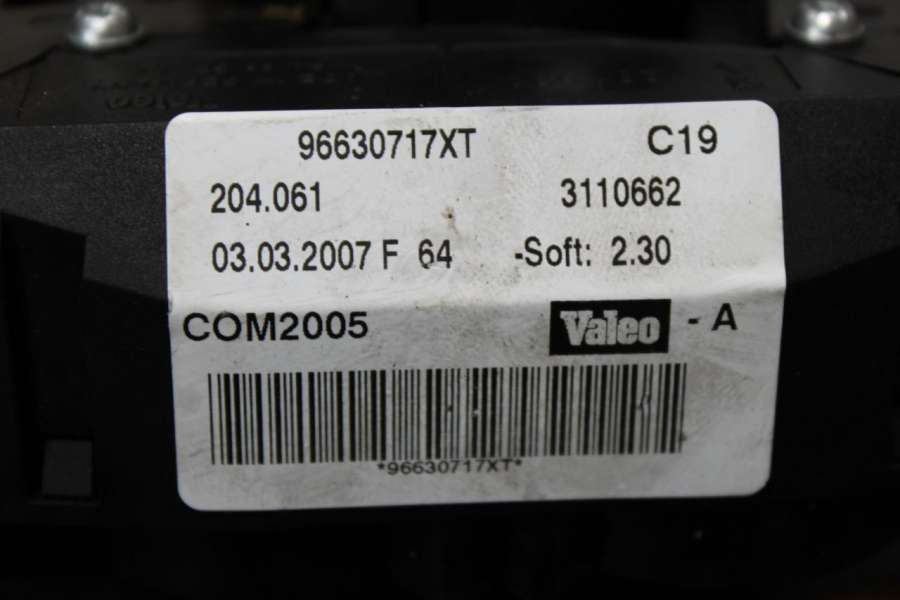 96630717XT C19
204.061 3110662
03.03.2007 F 64 -Soft: 2.30
COM2005 Valeo - A
*96630717XT*